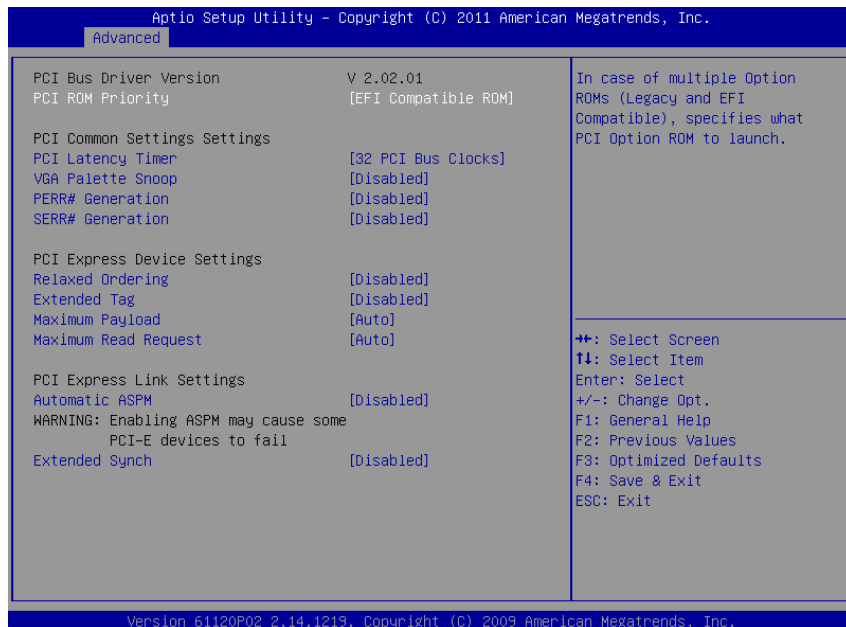 Aptio Setup Utility – Copyright (C) 2011 American Megatrends, Inc.
Advanced
PCI Bus Driver Version V 2.02.01
PCI ROM Priority [EFI Compatible ROM]
PCI Common Settings Settings
PCI Latency Timer [32 PCI Bus Clocks]
VGA Palette Snoop [Disabled]
PERR# Generation [Disabled]
SERR# Generation [Disabled]
PCI Express Device Settings
Relaxed Ordering [Disabled]
Extended Tag [Disabled]
Maximum Payload [Auto]
Maximum Read Request [Auto]
PCI Express Link Settings
Automatic ASPM [Disabled]
WARNING: Enabling ASPM may cause some
PCI-E devices to fail
Extended Synch [Disabled]
In case of multiple Option
ROMs (Legacy and EFI
Compatible), specifies what
PCI Option ROM to launch.
→←: Select Screen
↑↓: Select Item
Enter: Select
+/-: Change Opt.
F1: General Help
F2: Previous Values
F3: Optimized Defaults
F4: Save & Exit
ESC: Exit
Version 61120P02 2.14.1219. Copyright (C) 2009 American Megatrends, Inc.